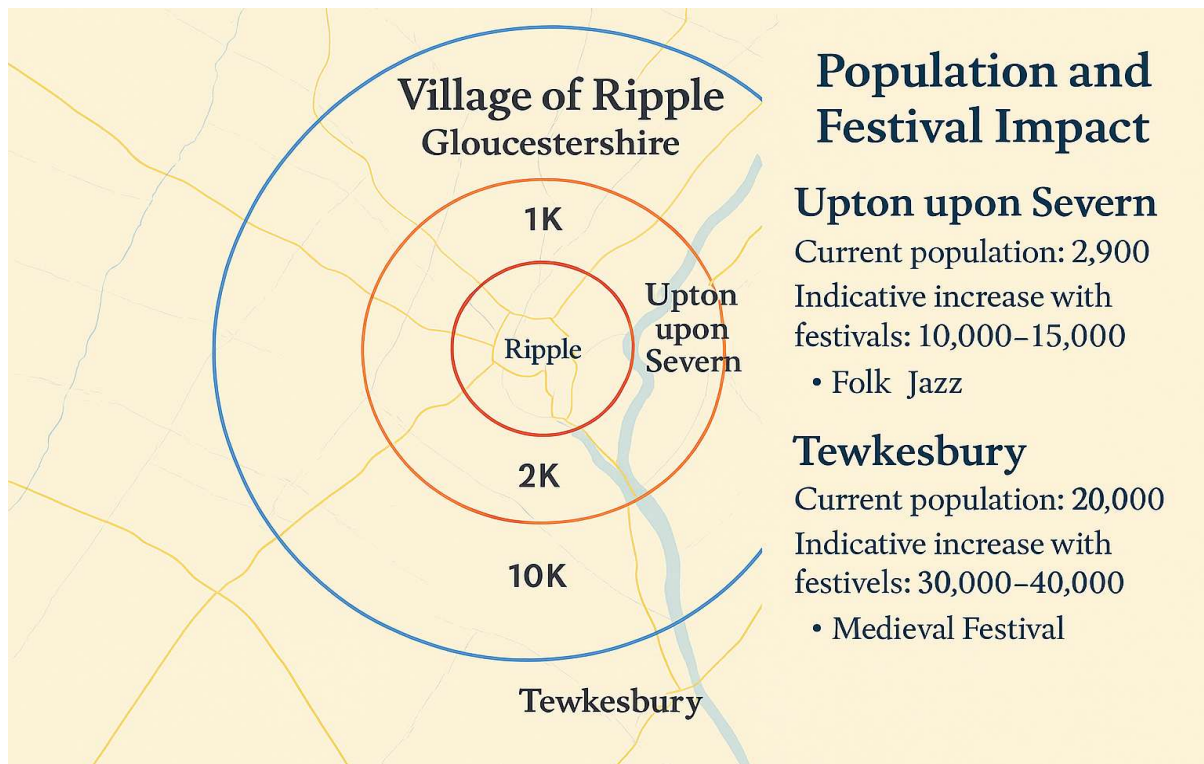 Village of Ripple
Gloucestershire
1K
Upton
upon
Severn
Ripple
2K
10K
Tewkesbury
Population and
Festival Impact
Upton upon Severn
Current population: 2,900
Indicative increase with
festivals: 10,000–15,000
• Folk Jazz
Tewkesbury
Current population: 20,000
Indicative increase with
festivels: 30,000–40,000
• Medieval Festival